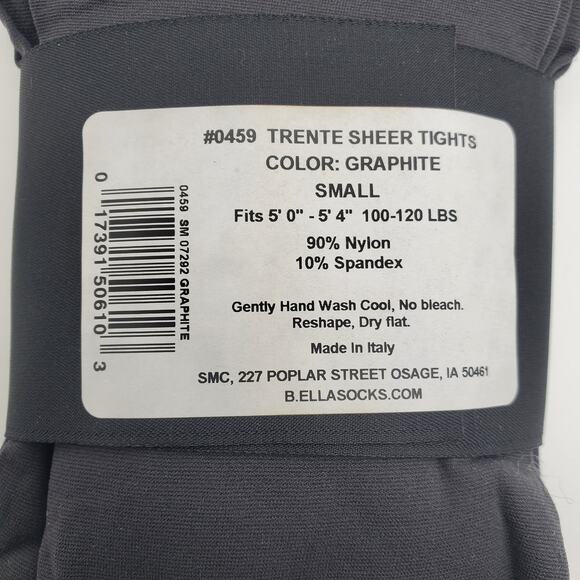 #0459 TRENTE SHEER TIGHTS
COLOR: GRAPHITE
SMALL
Fits 5' 0" - 5' 4" 100-120 LBS
90% Nylon
10% Spandex
Gently Hand Wash Cool, No bleach.
Reshape, Dry flat.
Made In Italy
SMC, 227 POPLAR STREET OSAGE, IA 50461
B.ELLASOCKS.COM
0459 SM 07292 GRAPHITE
0 17391 50610 3